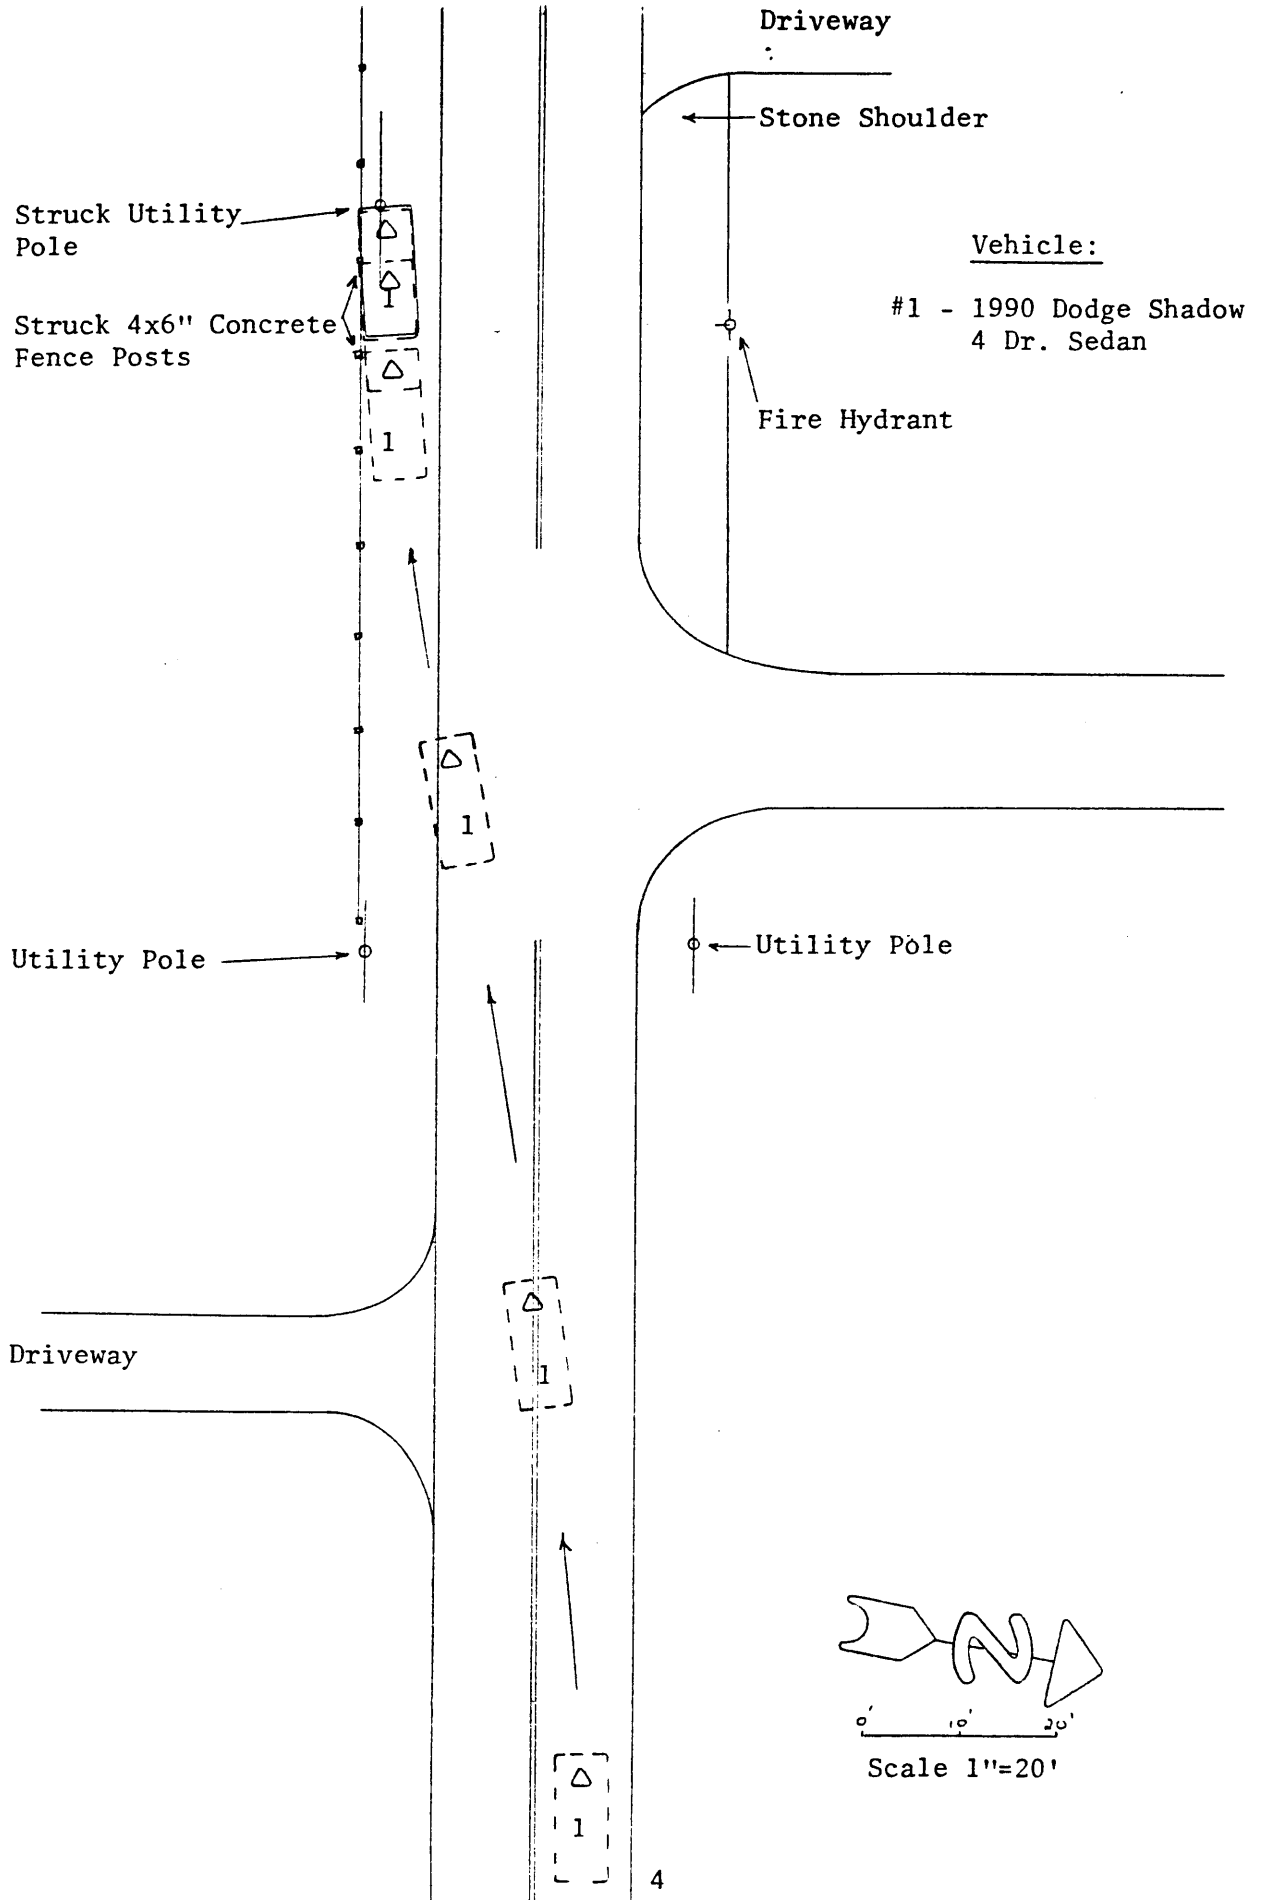 Driveway
Stone Shoulder
Struck Utility
Pole
Vehicle:
1
#1 - 1990 Dodge Shadow
4 Dr. Sedan
Struck 4x6" Concrete
Fence Posts
Fire Hydrant
1
1
Utility Pole
Utility Pole
Driveway
1
N
0' 10' 20'
Scale 1"=20'
1
4